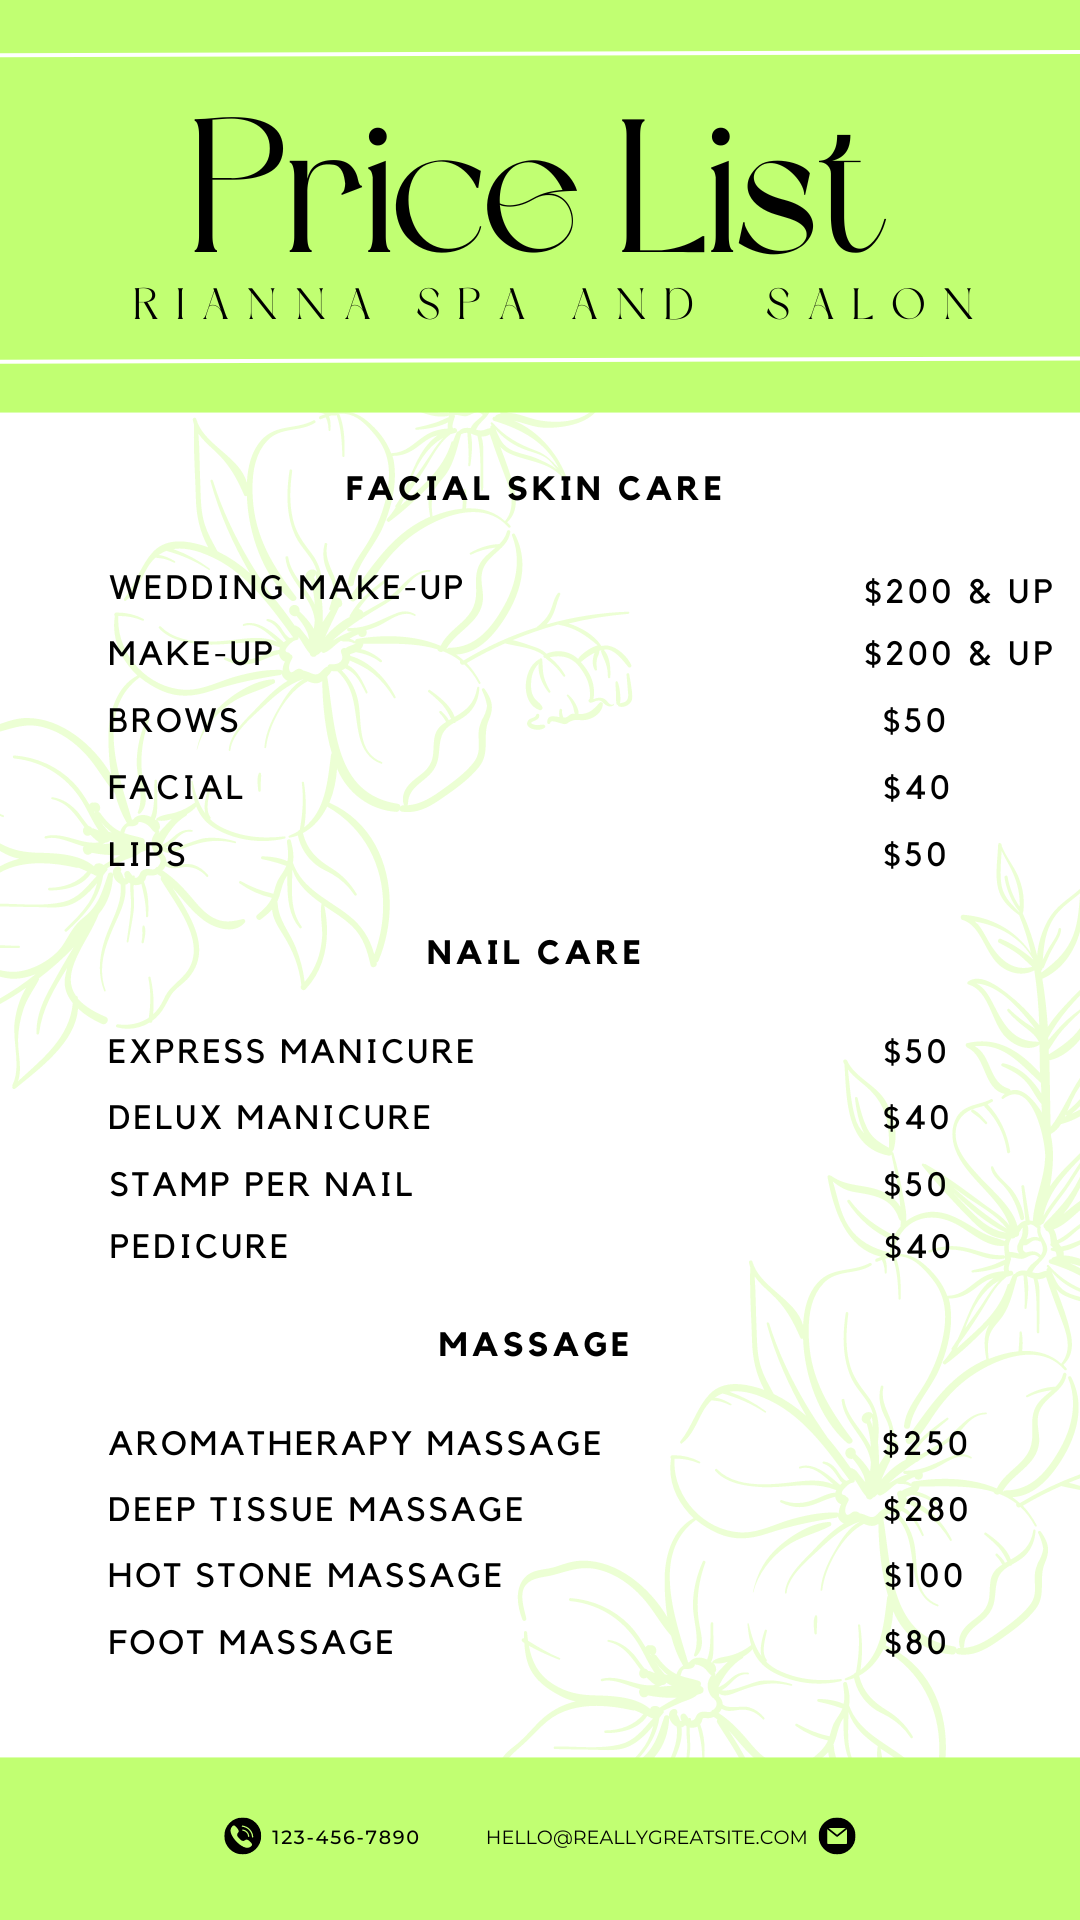 Price List
RIANNA SPA AND SALON
FACIAL SKIN CARE
WEDDING MAKE-UP $200 & UP
MAKE-UP $200 & UP
BROWS $50
FACIAL $40
LIPS $50
NAIL CARE
EXPRESS MANICURE $50
DELUX MANICURE $40
STAMP PER NAIL $50
PEDICURE $40
MASSAGE
AROMATHERAPY MASSAGE $250
DEEP TISSUE MASSAGE $280
HOT STONE MASSAGE $100
FOOT MASSAGE $80
123-456-7890 HELLO@REALLYGREATSITE.COM